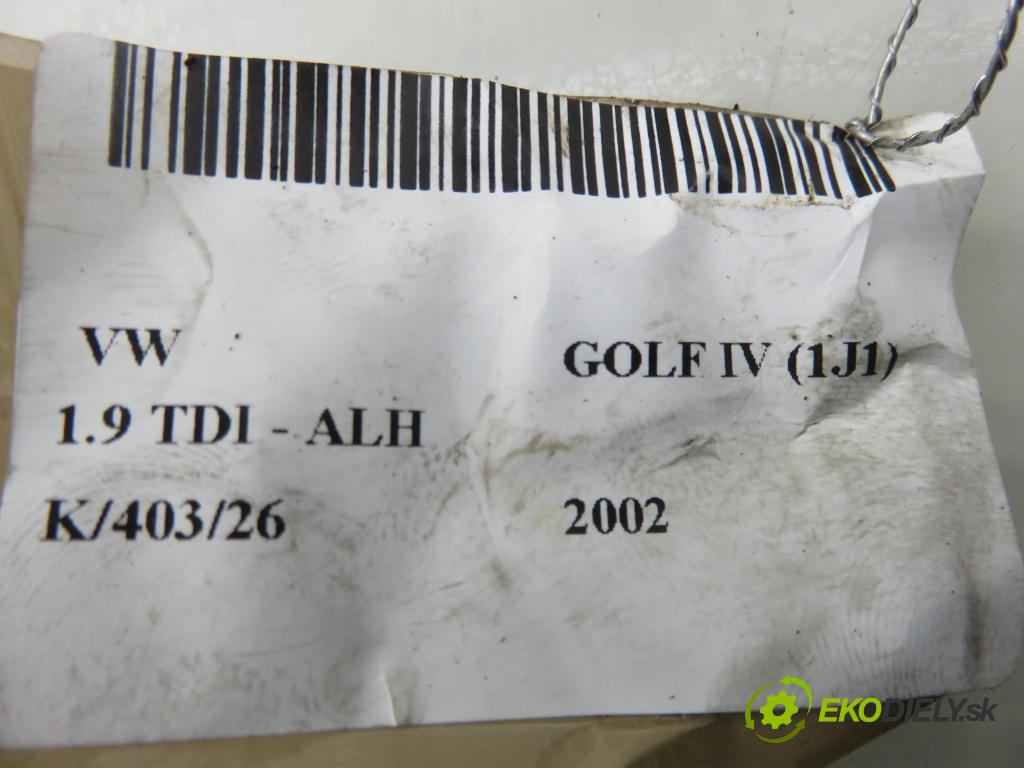 VW GOLF IV (1J1)
1.9 TDI - ALH
K/403/26 2002
EKODIELY.sk